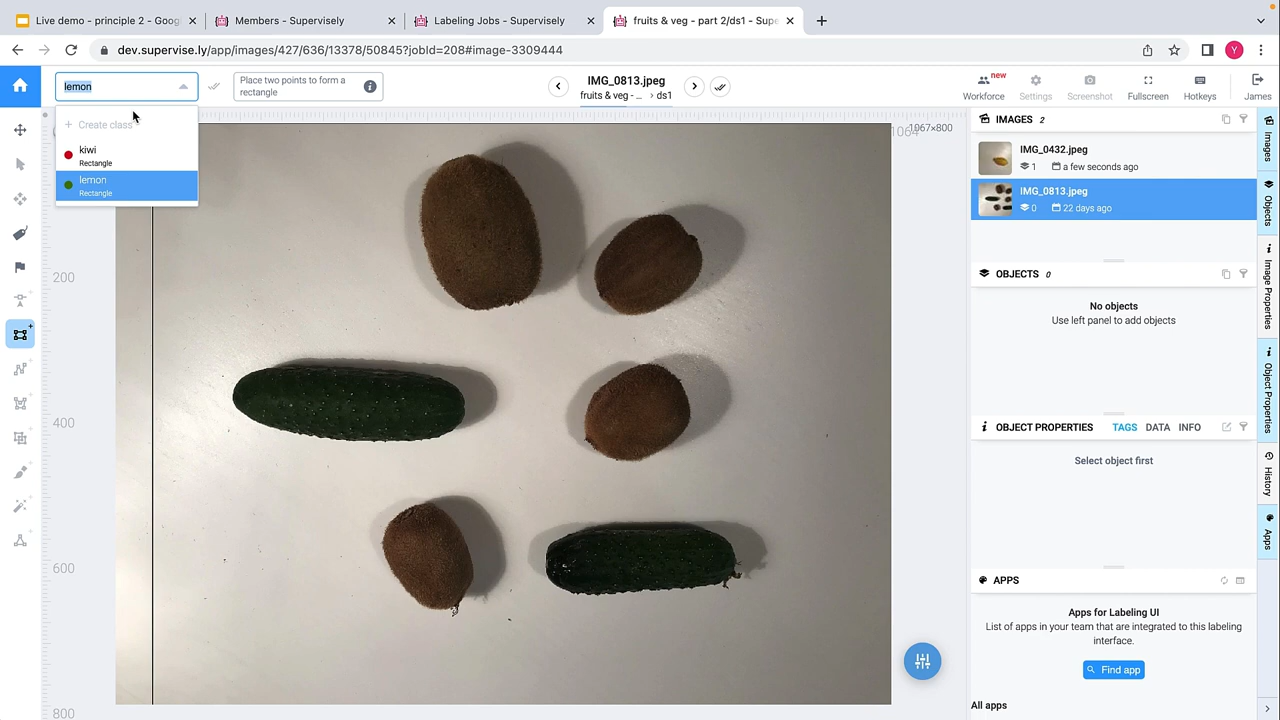 Live demo - principle 2 - Goog
Members - Supervisely
Labeling Jobs - Supervisely
fruits & veg - part 2/ds1 - Supe
dev.supervise.ly/app/images/427/636/13378/50845?jobId=208#image-3309444
Y
lemon
Place two points to form a
rectangle
IMG_0813.jpeg
fruits & veg - ... > ds1
new
Workforce
Settings
Screenshot
Fullscreen
Hotkeys
James
Create class
kiwi
Rectangle
lemon
Rectangle
1067×800
200
400
600
800
IMAGES 2
IMG_0432.jpeg
1 a few seconds ago
IMG_0813.jpeg
0 22 days ago
OBJECTS 0
No objects
Use left panel to add objects
OBJECT PROPERTIES TAGS DATA INFO
Select object first
APPS
Apps for Labeling UI
List of apps in your team that are integrated to this labeling
interface.
Find app
All apps
Images
Objects
Apps